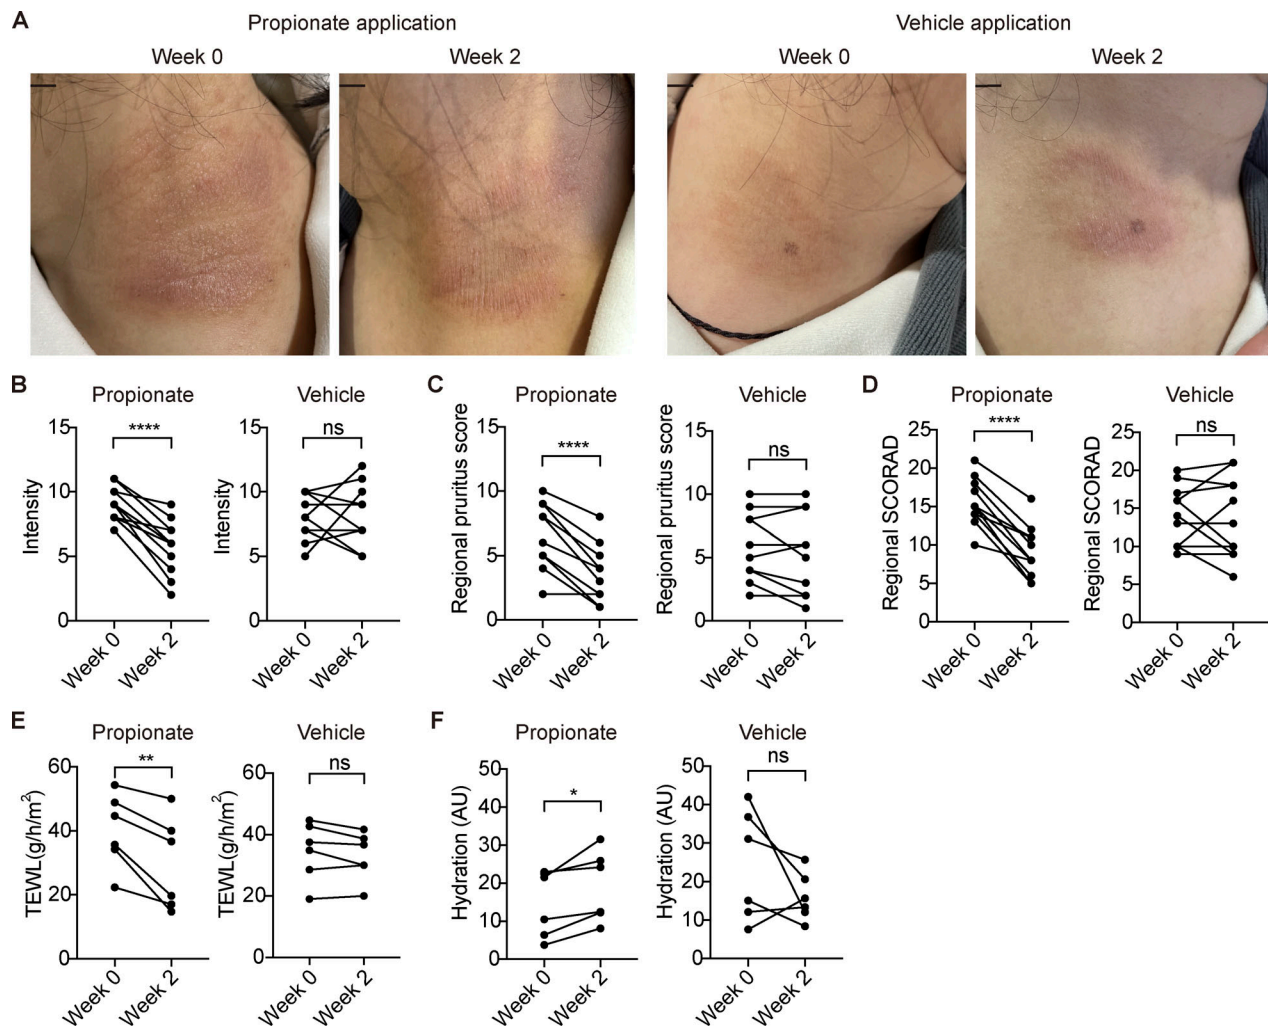 A
Propionate application
Vehicle application
Week 0
Week 2
Week 0
Week 2
B
Propionate
Vehicle
Intensity
15
10
5
0
****
Week 0
Week 2
Intensity
15
10
5
0
ns
Week 0
Week 2
C
Propionate
Vehicle
Regional pruritus score
15
10
5
0
****
Week 0
Week 2
Regional pruritus score
15
10
5
0
ns
Week 0
Week 2
D
Propionate
Vehicle
Regional SCORAD
25
20
15
10
5
0
****
Week 0
Week 2
Regional SCORAD
25
20
15
10
5
0
ns
Week 0
Week 2
E
Propionate
Vehicle
TEWL(g/h/m²)
60
40
20
0
**
Week 0
Week 2
TEWL(g/h/m²)
60
40
20
0
ns
Week 0
Week 2
F
Propionate
Vehicle
Hydration (AU)
50
40
30
20
10
0
*
Week 0
Week 2
Hydration (AU)
50
40
30
20
10
0
ns
Week 0
Week 2